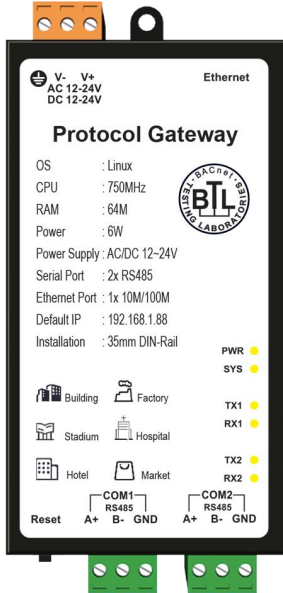 V- V+
AC 12-24V
DC 12-24V
Ethernet
Protocol Gateway
OS : Linux
CPU : 750MHz
RAM : 64M
Power : 6W
Power Supply : AC/DC 12~24V
Serial Port : 2x RS485
Ethernet Port : 1x 10M/100M
Default IP : 192.168.1.88
Installation : 35mm DIN-Rail
BACnet
TESTING LABORATORIES
BTL
PWR
SYS
TX1
RX1
TX2
RX2
Building
Factory
Stadium
Hospital
Hotel
Market
COM1
RS485
A+ B- GND
COM2
RS485
A+ B- GND
Reset